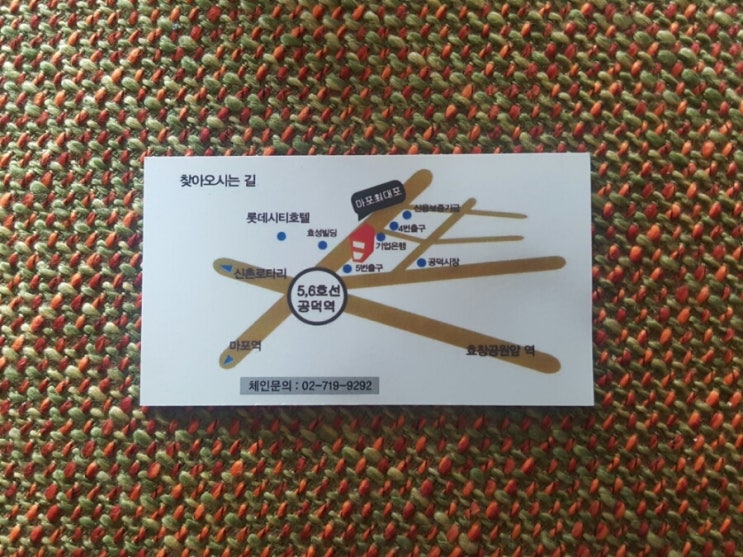 찾아오시는 길
마포최대포
신용보증기금
롯데시티호텔
효성빌딩
4번출구
기업은행
신촌로타리
5번출구
공덕시장
5,6호선
공덕역
마포역
효창공원앞 역
체인문의 : 02-719-9292